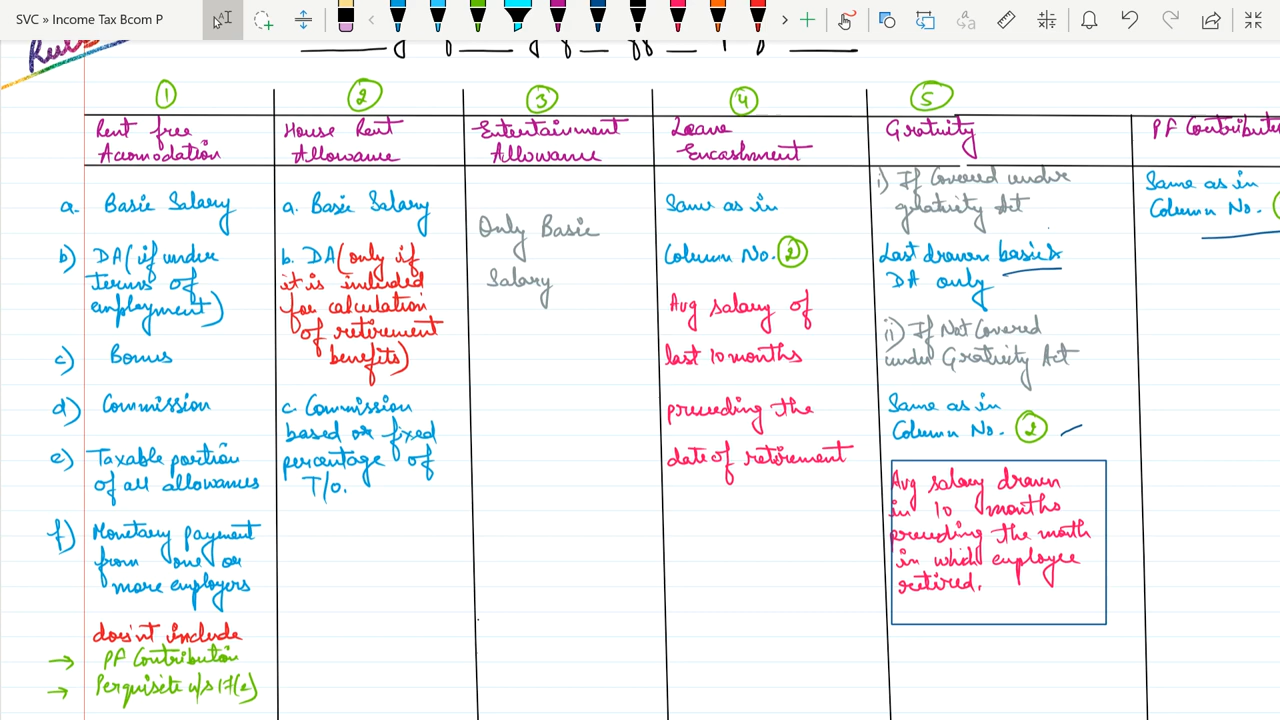 SVC » Income Tax Bcom P
① ② ③ ④ ⑤
Rent free
Acomodation
House Rent
Allowance
Entertainment
Allowance
Leave
Encashment
Gratuity
PF Contribution
a. Basic Salary
b) DA (if under
terms of
employment)
c) Bonus
d) Commission
e) Taxable portion
of all allowances
f) Monetary payment
from one or
more employers
does'nt include
→ PF Contribution
→ Perquisite u/s 17(2)
a. Basic Salary
b. DA (only if
it is included
for calculation
of retirement
benefits)
c. Commission
based on fixed
percentage of
T/O.
Only Basic
Salary
Same as in
Column No. ②
Avg salary of
last 10 months
preceding the
date of retirement
i) If Covered under
gratuity Act
Last drawn basic &
DA only
ii) If Not Covered
under Gratuity Act
Same as in
Column No. ②
Avg salary drawn
in 10 months
preceding the month
in which employee
retired.
Same as in
Column No.